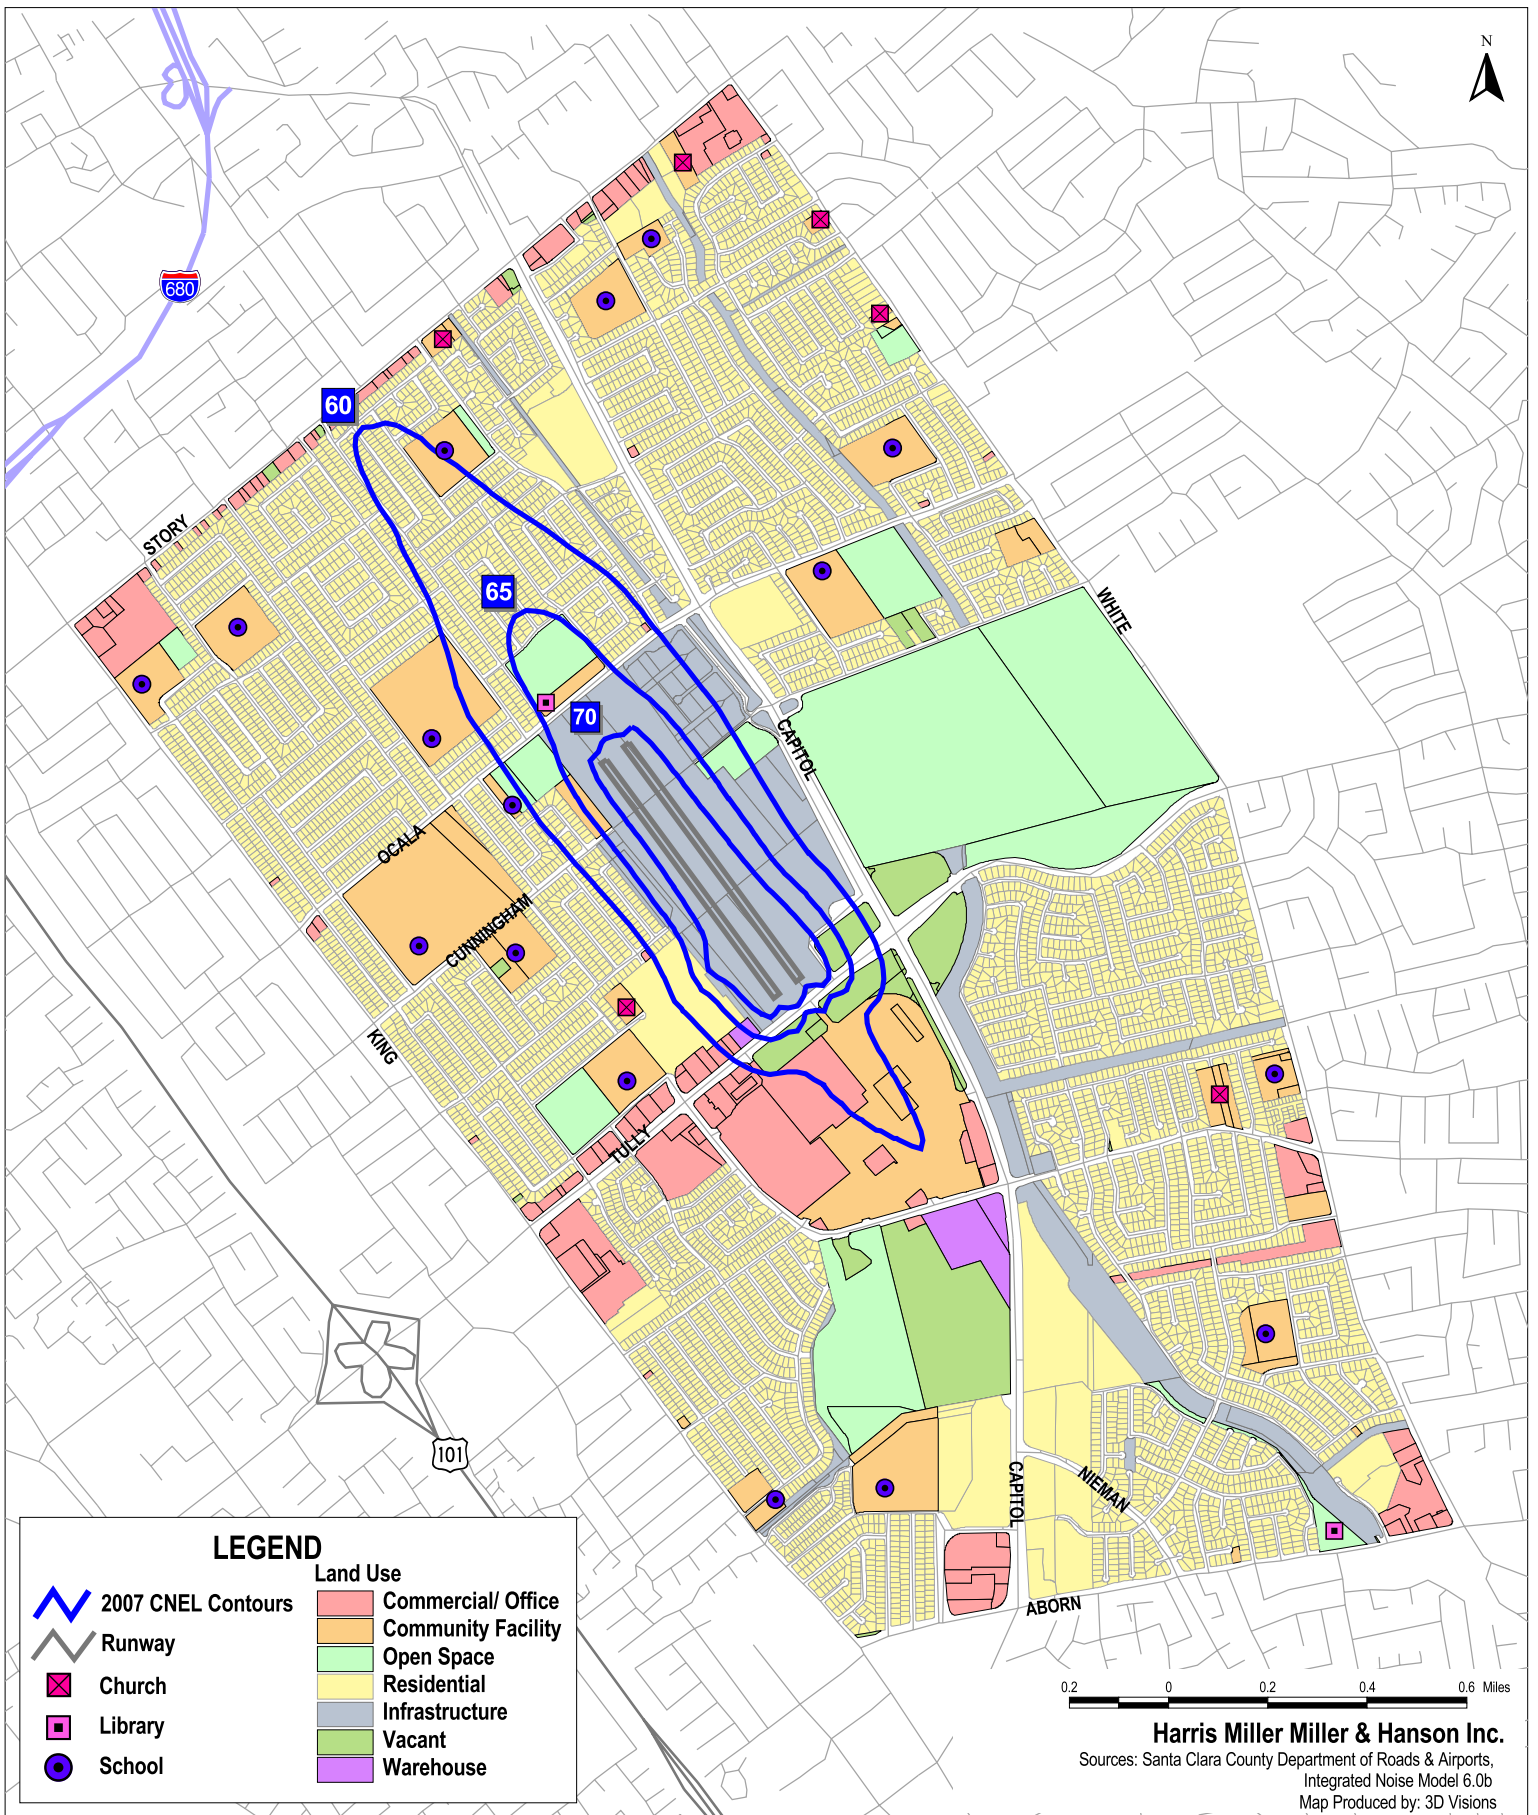 N
680
60
STORY
65
WHITE
70
CAPITOL
OCALA
CUNNINGHAM
KING
TULLY
101
CAPITOL
NIEMAN
ABORN
LEGEND
Land Use
2007 CNEL Contours
Runway
Church
Library
School
Commercial/ Office
Community Facility
Open Space
Residential
Infrastructure
Vacant
Warehouse
0.2 0 0.2 0.4 0.6 Miles
Harris Miller Miller & Hanson Inc.
Sources: Santa Clara County Department of Roads & Airports,
Integrated Noise Model 6.0b
Map Produced by: 3D Visions